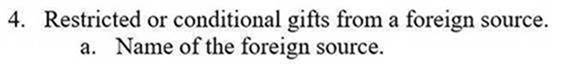 4. Restricted or conditional gifts from a foreign source.
a. Name of the foreign source.